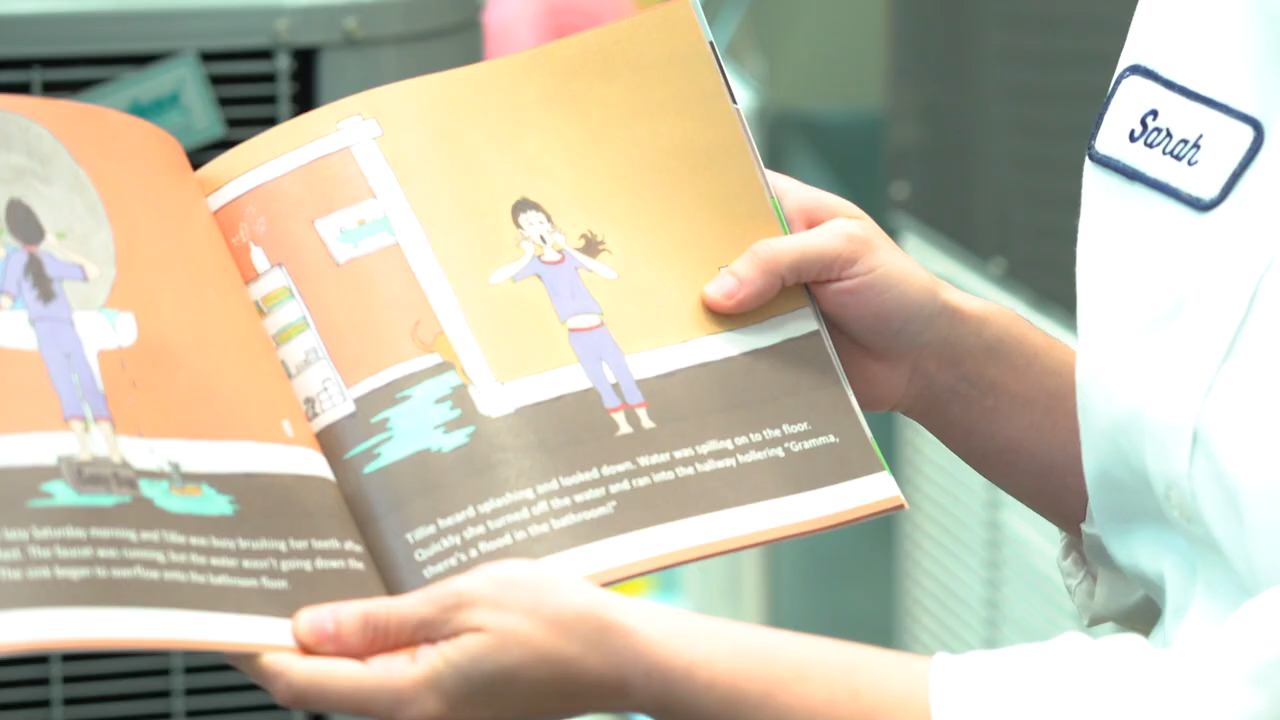 Sarah
lazy Saturday morning and Tillie was busy brushing her teeth after
The faucet was running, but the water wasn't going down the
The sink began to overflow onto the bathroom floor.
Tillie heard splashing and looked down. Water was spilling on to the floor.
Quickly she turned off the water and ran into the hallway hollering "Gramma,
there's a flood in the bathroom!"